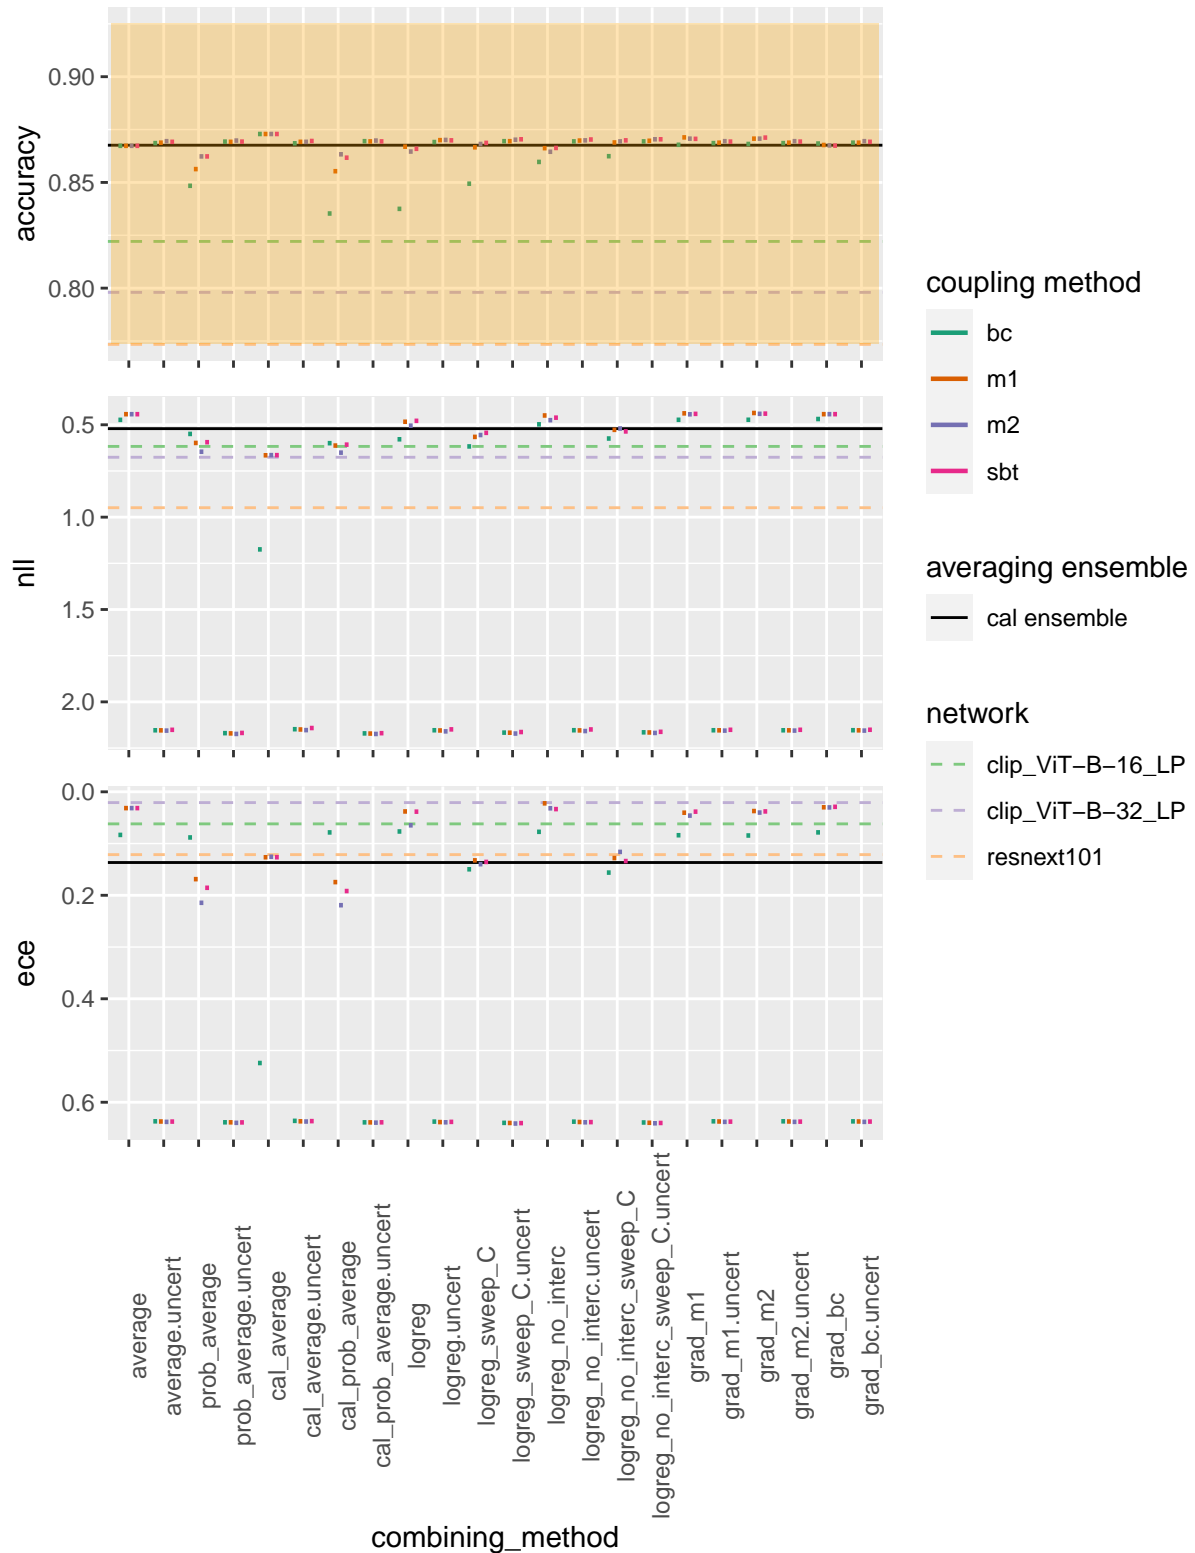 accuracy
0.90
0.85
0.80
nll
0.5
1.0
1.5
2.0
ece
0.0
0.2
0.4
0.6
average
average.uncert
prob_average
prob_average.uncert
cal_average
cal_average.uncert
cal_prob_average
cal_prob_average.uncert
logreg
logreg.uncert
logreg_sweep_C
logreg_sweep_C.uncert
logreg_no_interc
logreg_no_interc.uncert
logreg_no_interc_sweep_C
logreg_no_interc_sweep_C.uncert
grad_m1
grad_m1.uncert
grad_m2
grad_m2.uncert
grad_bc
grad_bc.uncert
combining_method
coupling method
bc
m1
m2
sbt
averaging ensemble
cal ensemble
network
clip_ViT−B−16_LP
clip_ViT−B−32_LP
resnext101